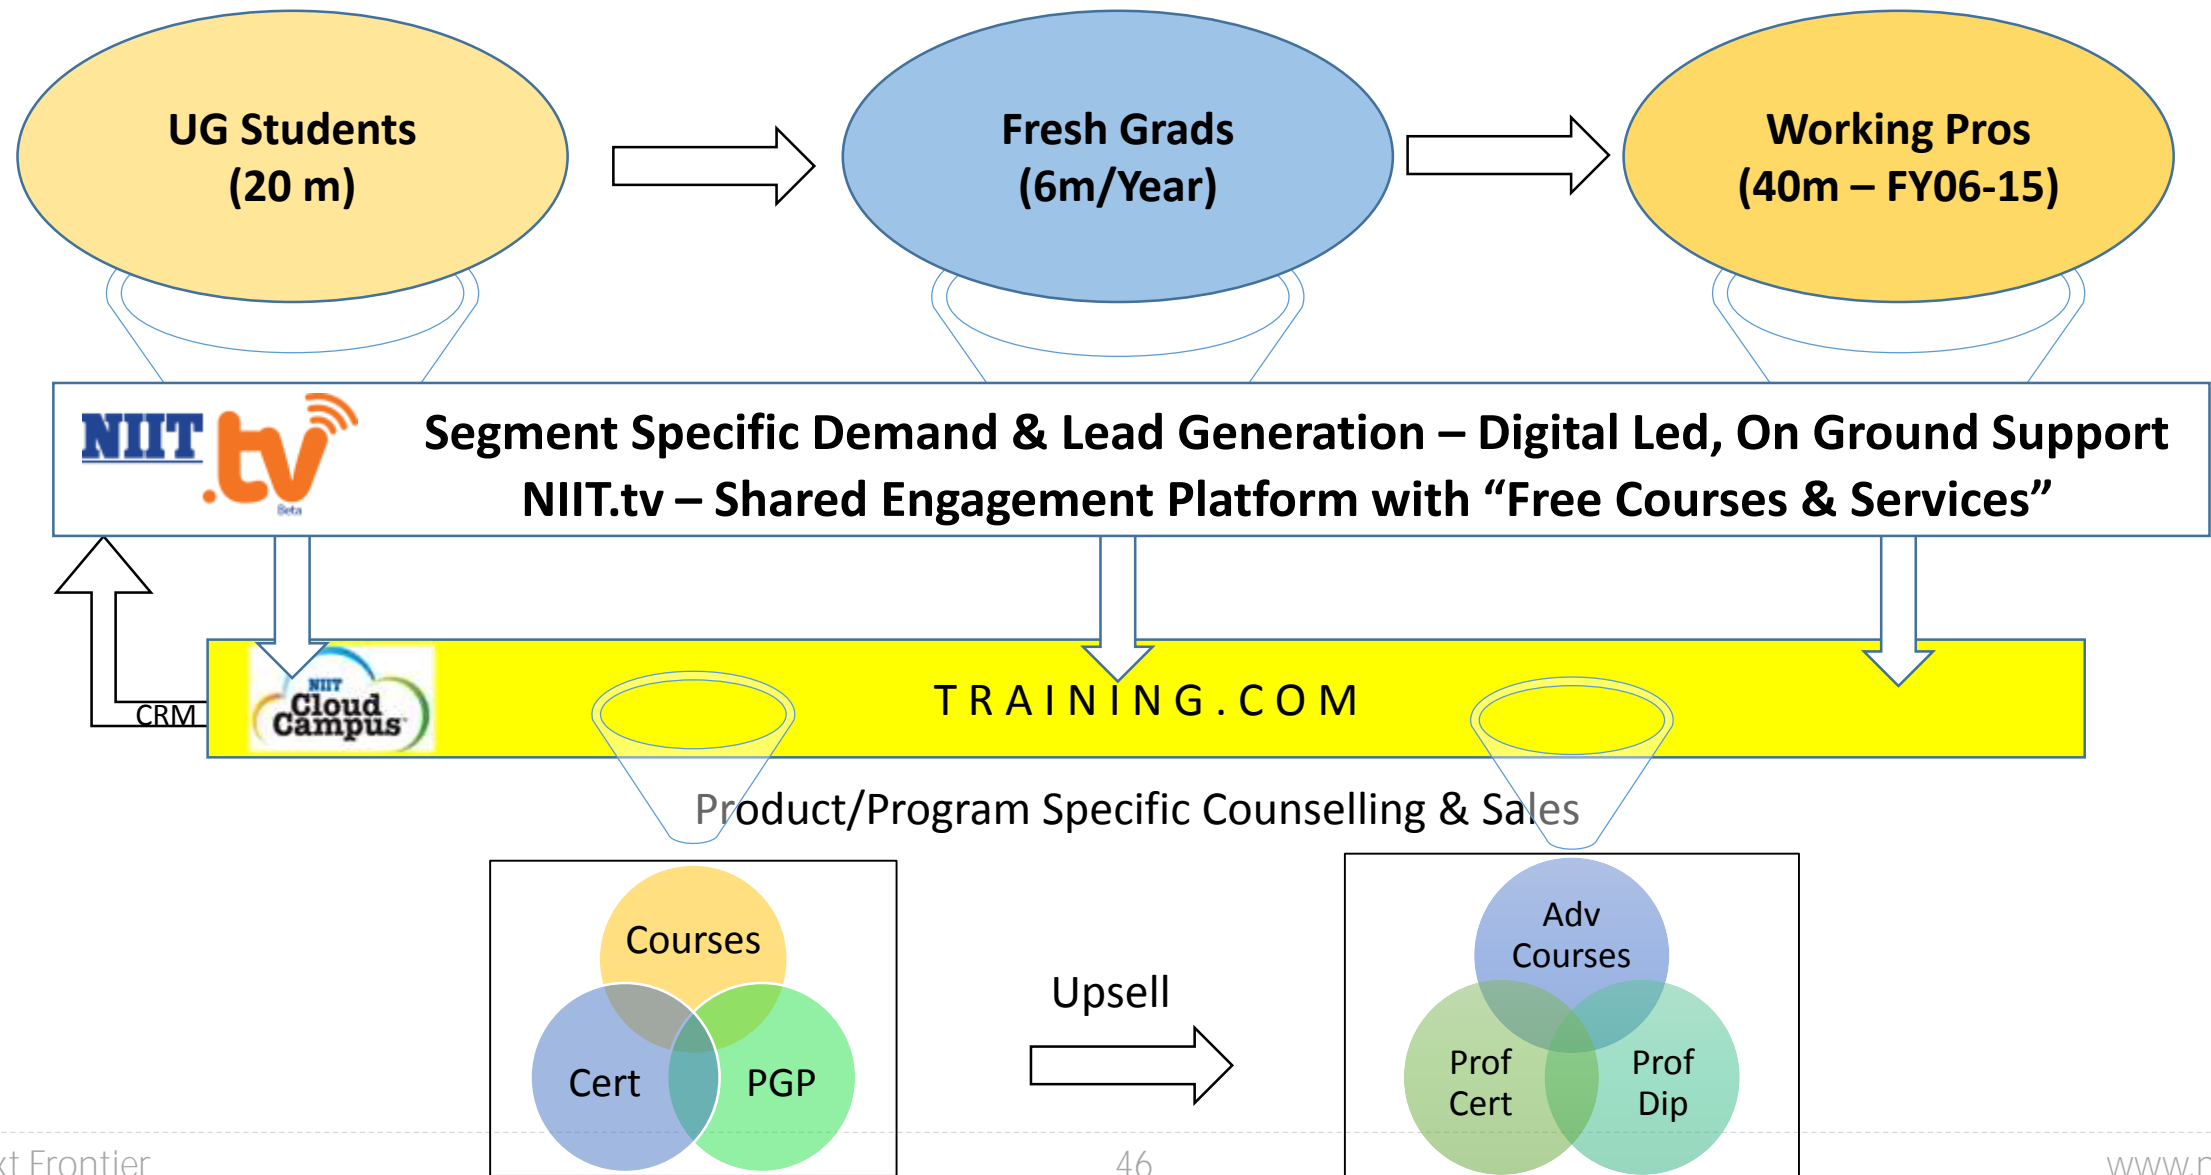 UG Students
(20 m)
Fresh Grads
(6m/Year)
Working Pros
(40m – FY06-15)
NIIT
.tv
Beta
Segment Specific Demand & Lead Generation – Digital Led, On Ground Support
NIIT.tv – Shared Engagement Platform with “Free Courses & Services”
CRM
NIIT
Cloud
Campus
TRAINING.COM
Product/Program Specific Counselling & Sales
Courses
Cert
PGP
Upsell
Adv
Courses
Prof
Cert
Prof
Dip
Frontier
46